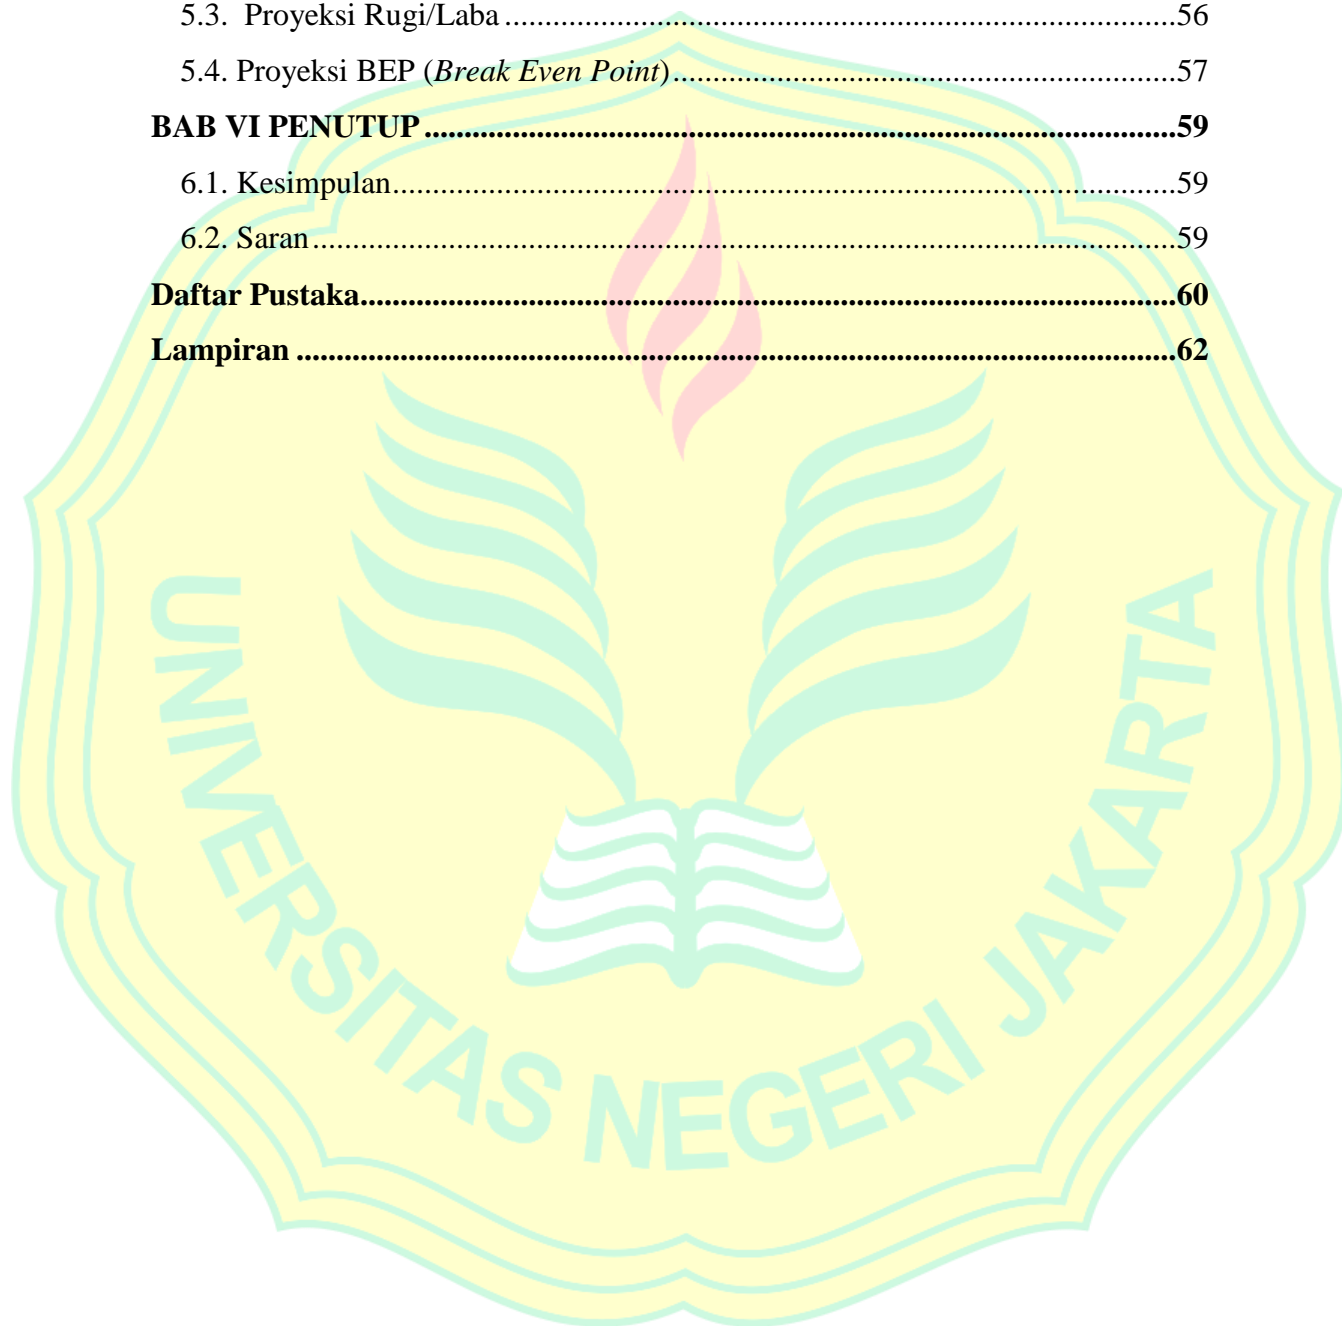 5.3.  Proyeksi Rugi/Laba ....................................................................................56
5.4. Proyeksi BEP (Break Even Point)...............................................................57
BAB VI PENUTUP.............................................................................................59
6.1. Kesimpulan..................................................................................................59
6.2. Saran............................................................................................................59
Daftar Pustaka.....................................................................................................60
Lampiran .............................................................................................................62
UNIVERSITAS NEGERI JAKARTA